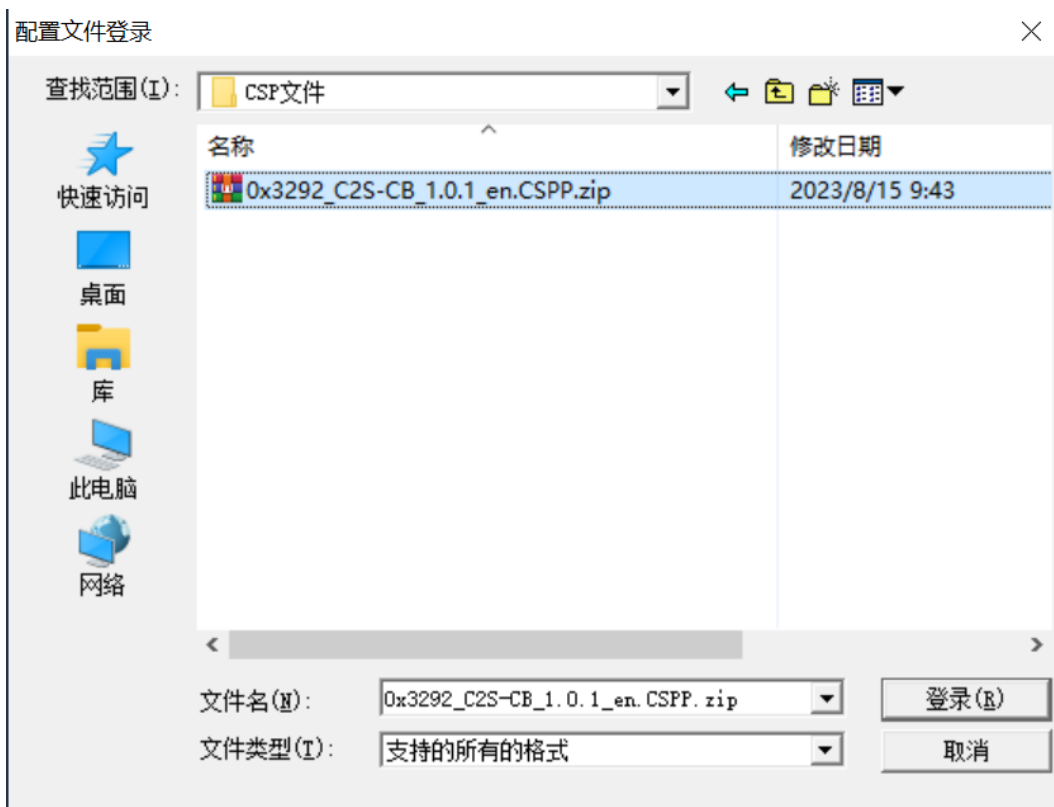 配置文件登录
查找范围(I):
CSP文件
快速访问
桌面
库
此电脑
网络
名称
修改日期
0x3292_C2S-CB_1.0.1_en.CSPP.zip
2023/8/15 9:43
文件名(N):
0x3292_C2S-CB_1.0.1_en.CSPP.zip
登录(R)
文件类型(T):
支持的所有的格式
取消